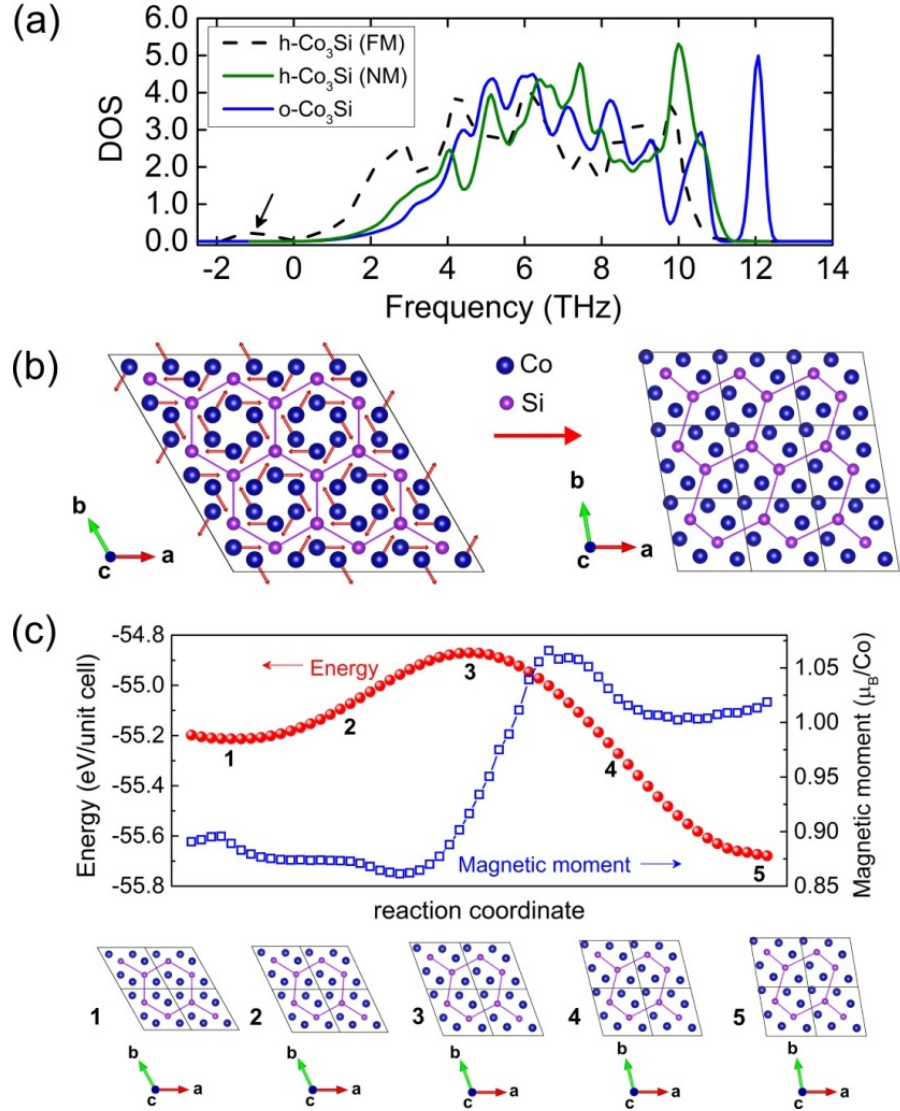 (a)
6.0
5.0
4.0
3.0
2.0
1.0
0.0
DOS
h-Co₃Si (FM)
h-Co₃Si (NM)
o-Co₃Si
-2 0 2 4 6 8 10 12 14
Frequency (THz)
(b)
Co
Si
b
a
c
b
a
c
(c)
Energy (eV/unit cell)
-54.8
-55.0
-55.2
-55.4
-55.6
-55.8
Energy
1
2
3
4
5
Magnetic moment
1.05
1.00
0.95
0.90
0.85
Magnetic moment (μB/Co)
reaction coordinate
1 2 3 4 5
b b b b b
a a a a a
c c c c c